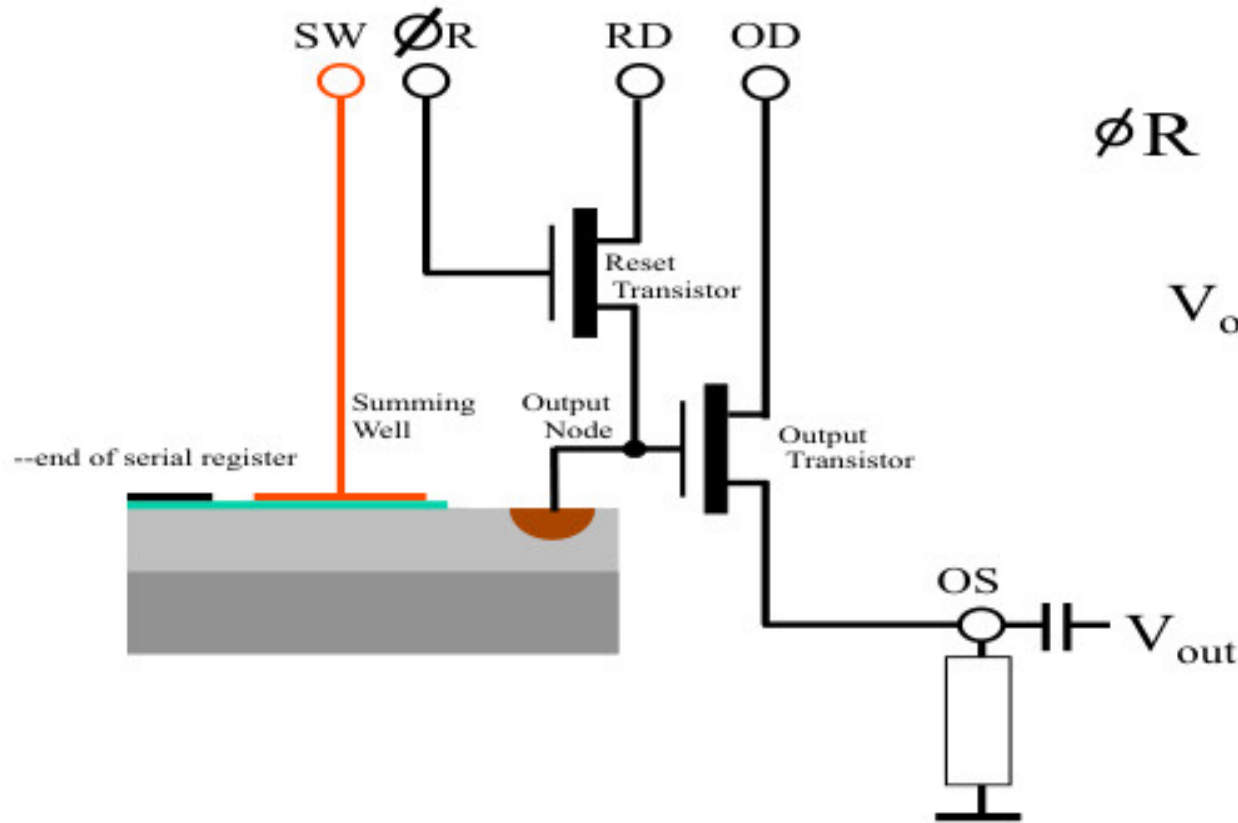 SW ØR RD OD
øR
Reset
Transistor
Vo
Summing
Well
Output
Node
Output
Transistor
--end of serial register
OS
Vout